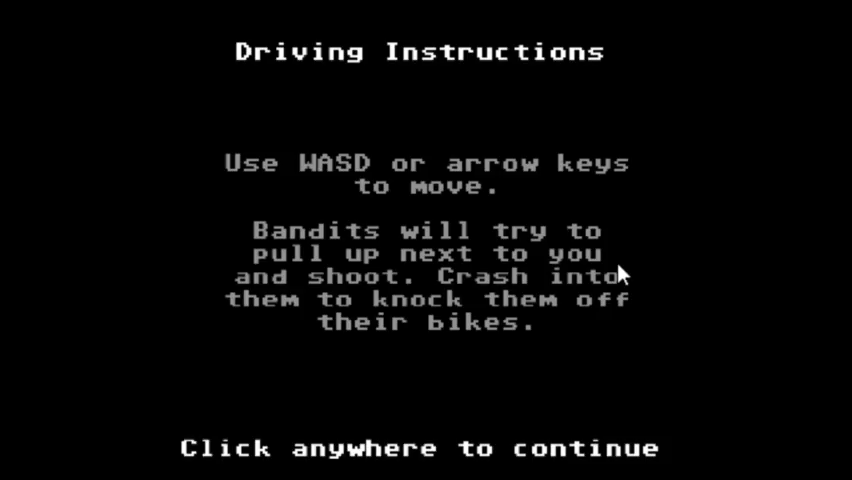 Driving Instructions
Use WASD or arrow keys
to move.
Bandits will try to
pull up next to you
and shoot. Crash into
them to knock them off
their bikes.
Click anywhere to continue